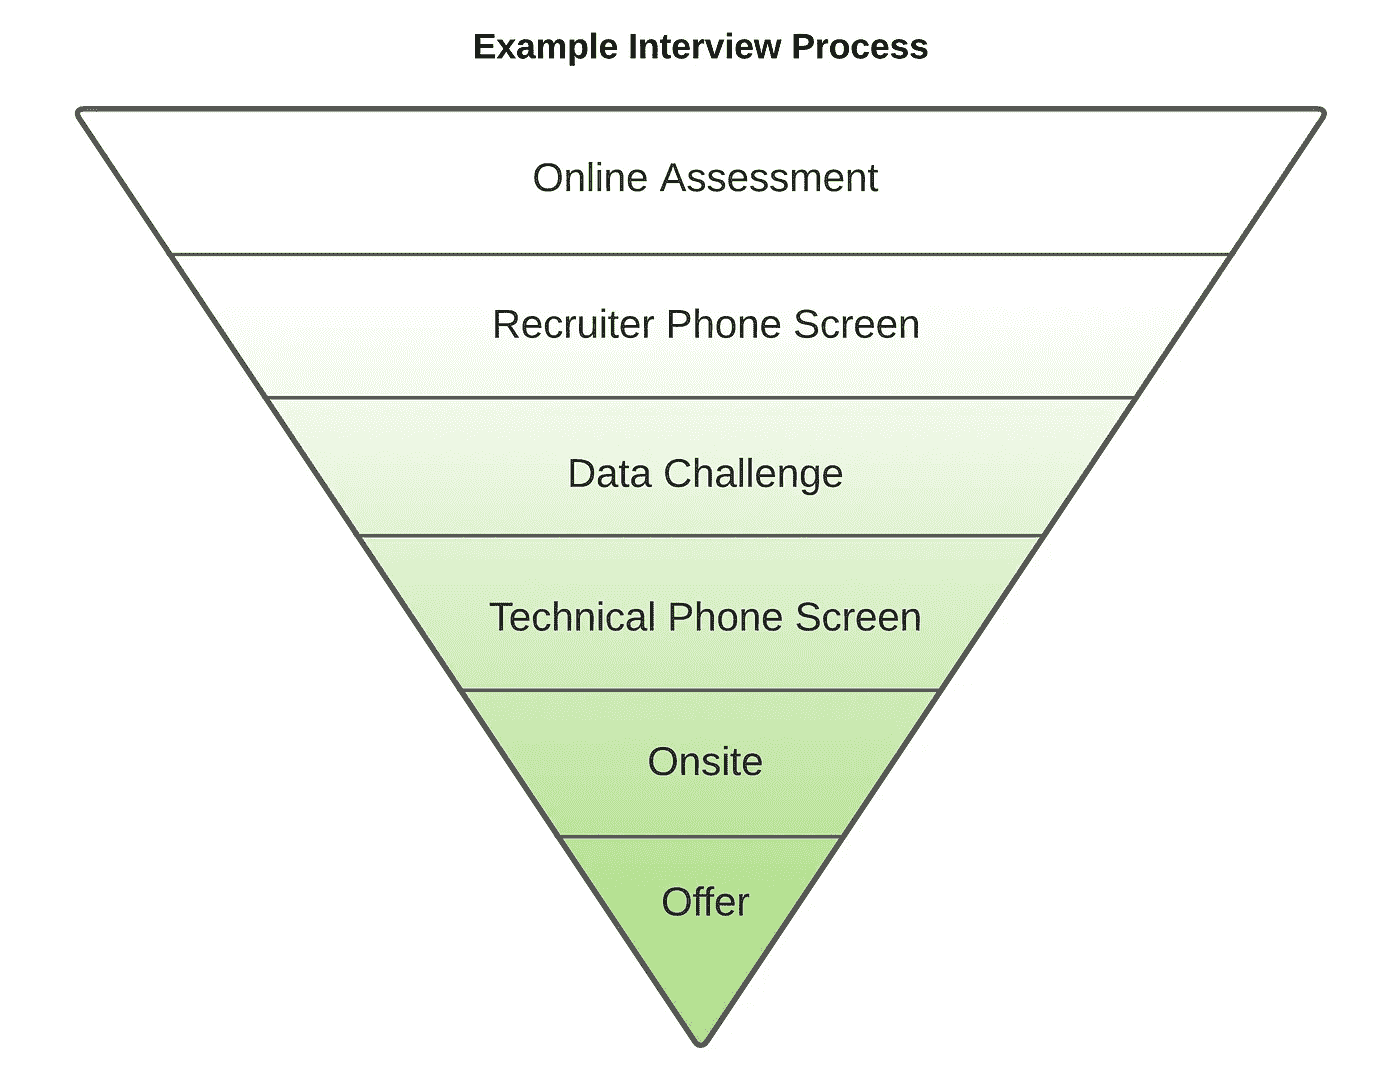 Example Interview Process
Online Assessment
Recruiter Phone Screen
Data Challenge
Technical Phone Screen
Onsite
Offer